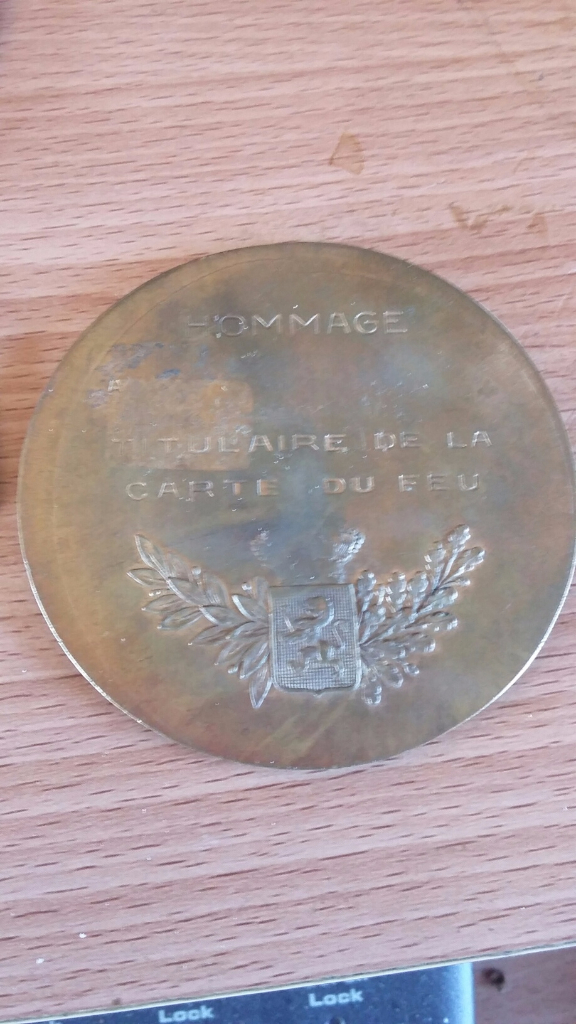 HOMMAGE
A
TITULAIRE DE LA
CARTE DU FEU
Lock
Lock